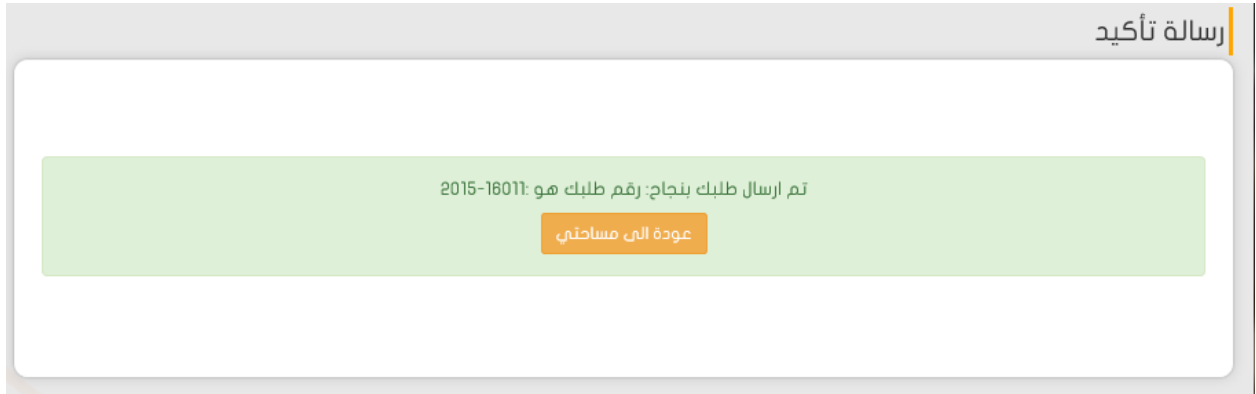 رسالة تأكيد
تم ارسال طلبك بنجاح: رقم طلبك هو :16011-2015
عودة الى مساحتي